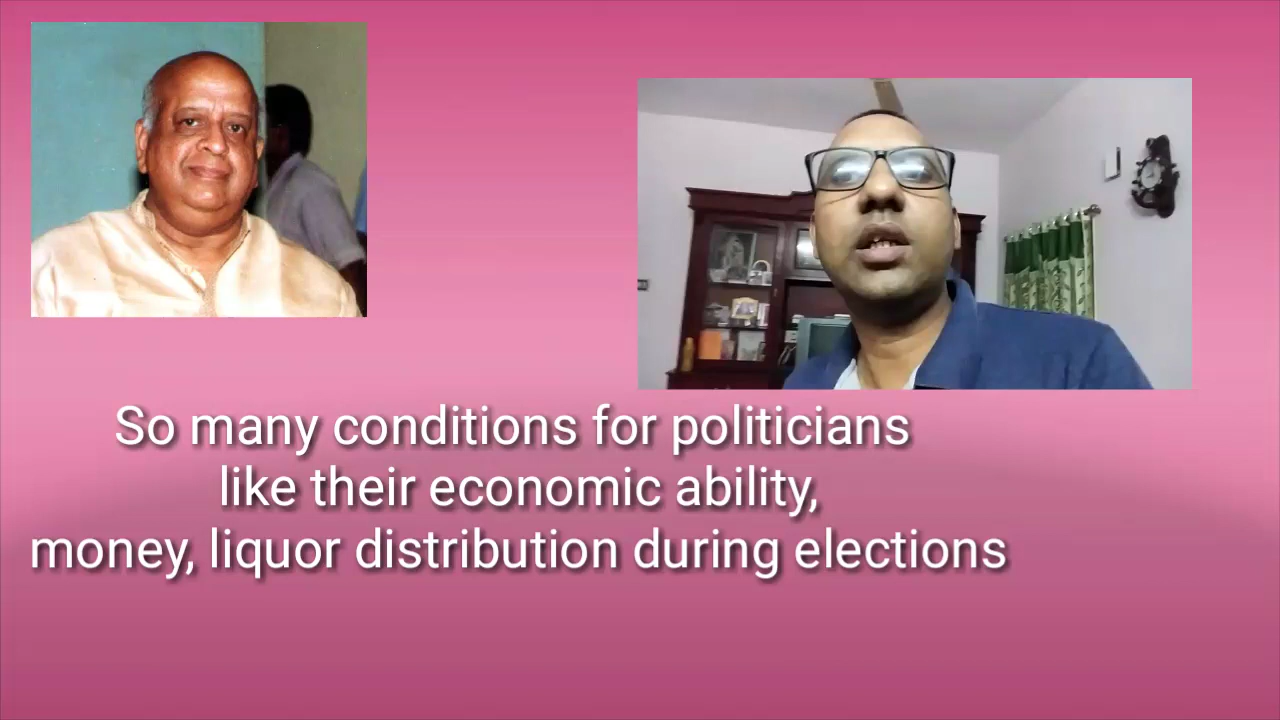 So many conditions for politicians
like their economic ability,
money, liquor distribution during elections